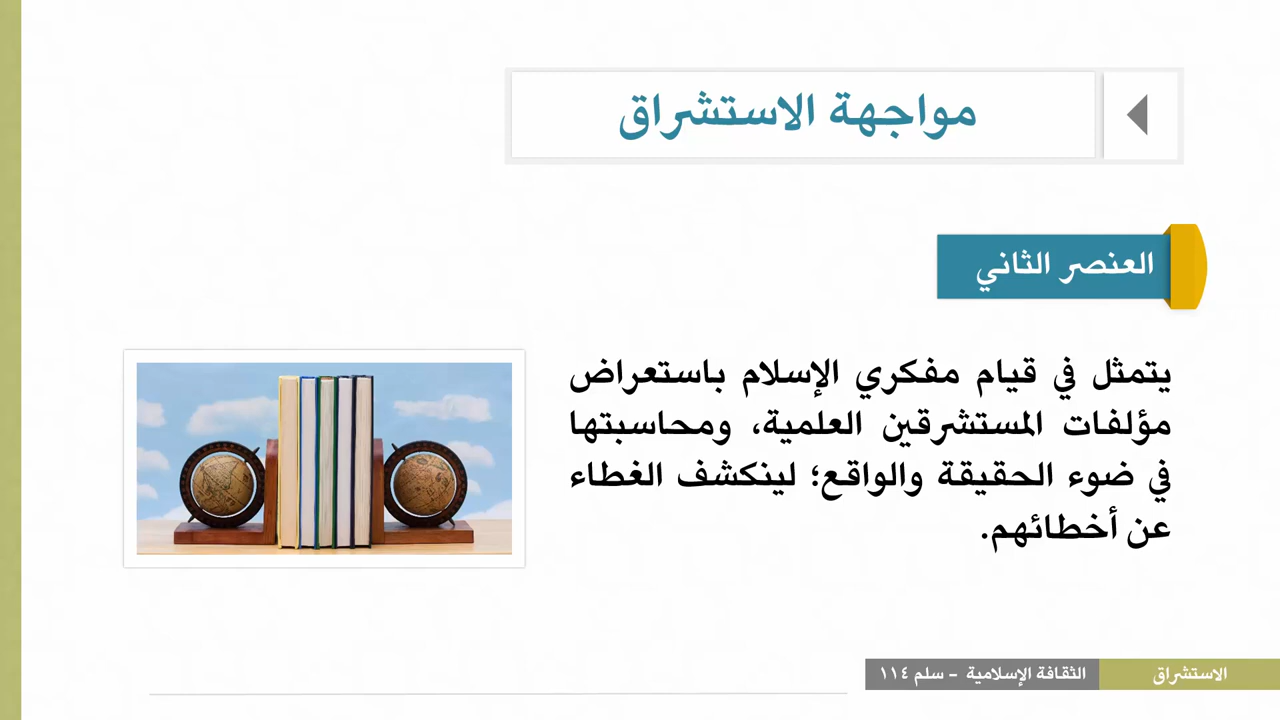 مواجهة الاستشراق
العنصر الثاني
يتمثل في قيام مفكري الإسلام باستعراض
مؤلفات المستشرقين العلمية، ومحاسبتها
في ضوء الحقيقة والواقع؛ لينكشف الغطاء
عن أخطائهم.
الاستشراق
الثقافة الإسلامية - سلم ١١٤